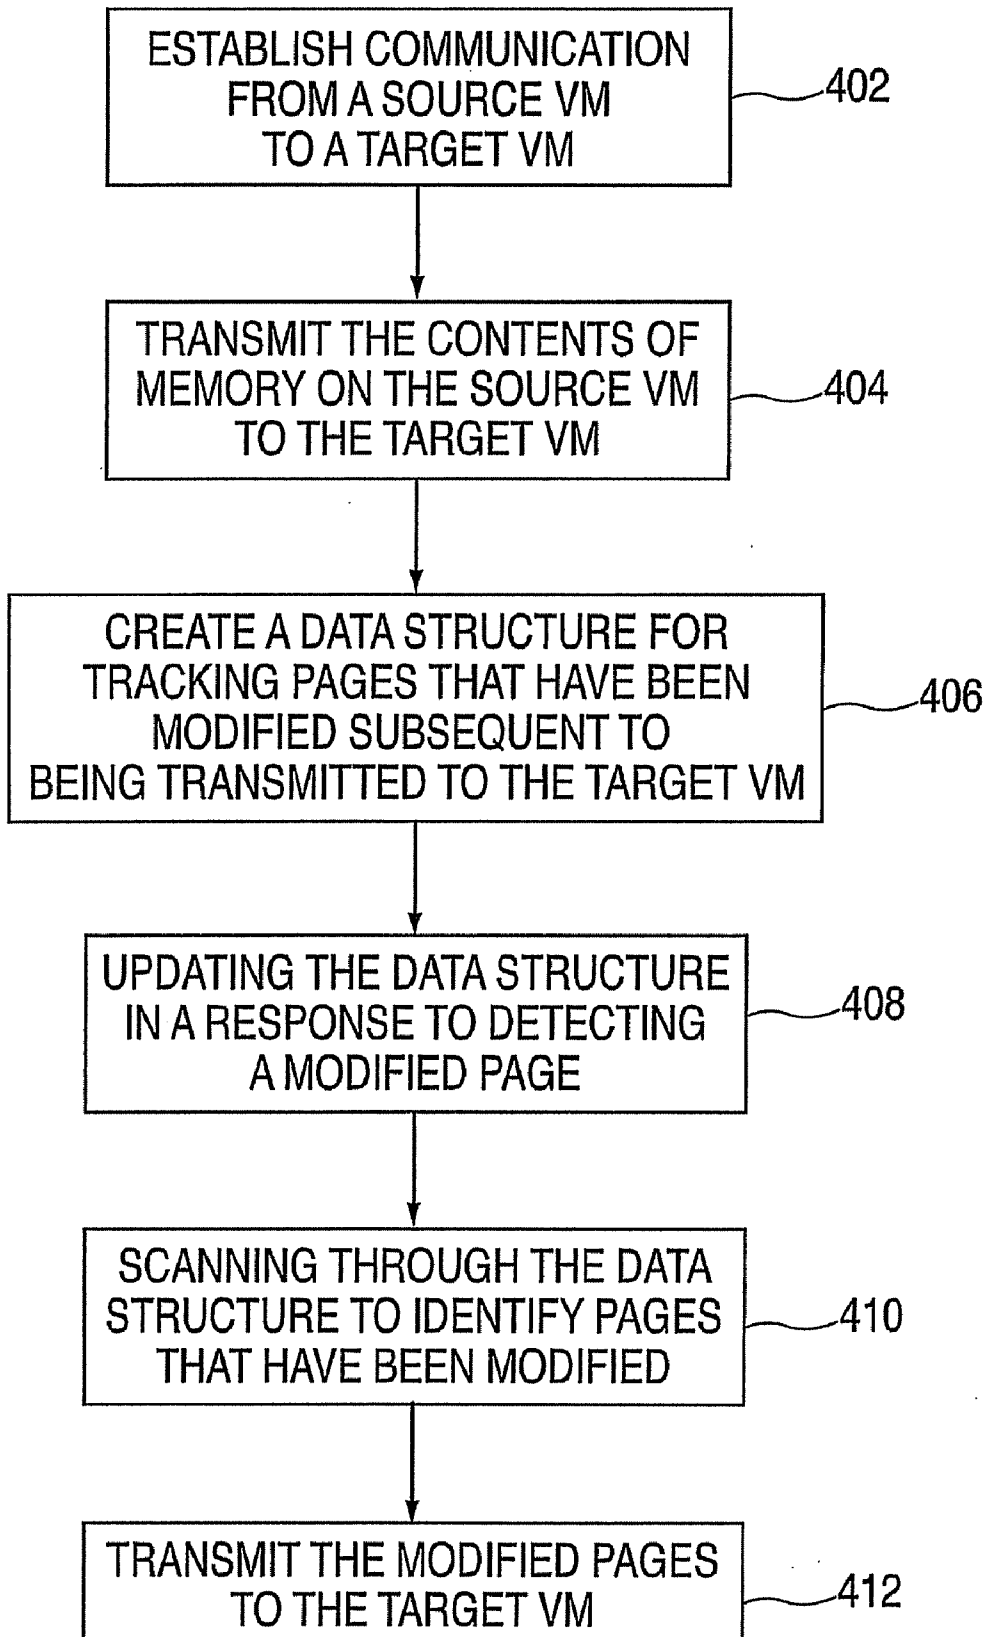 ESTABLISH COMMUNICATION
FROM A SOURCE VM
TO A TARGET VM
402
TRANSMIT THE CONTENTS OF
MEMORY ON THE SOURCE VM
TO THE TARGET VM
404
CREATE A DATA STRUCTURE FOR
TRACKING PAGES THAT HAVE BEEN
MODIFIED SUBSEQUENT TO
BEING TRANSMITTED TO THE TARGET VM
406
UPDATING THE DATA STRUCTURE
IN A RESPONSE TO DETECTING
A MODIFIED PAGE
408
SCANNING THROUGH THE DATA
STRUCTURE TO IDENTIFY PAGES
THAT HAVE BEEN MODIFIED
410
TRANSMIT THE MODIFIED PAGES
TO THE TARGET VM
412